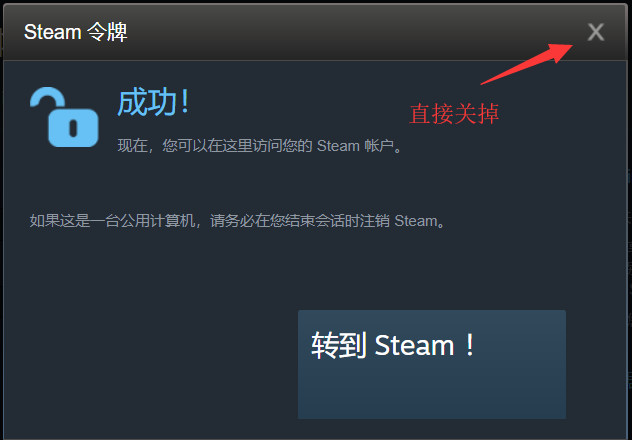 Steam 令牌
X
成功！
直接关掉
现在，您可以在这里访问您的 Steam 帐户。
如果这是一台公用计算机，请务必在您结束会话时注销 Steam。
转到 Steam ！